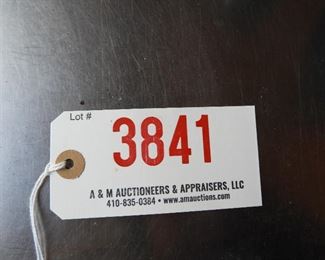 Lot #
3841
A & M AUCTIONEERS & APPRAISERS, LLC
410-835-0384 • www.amauctions.com